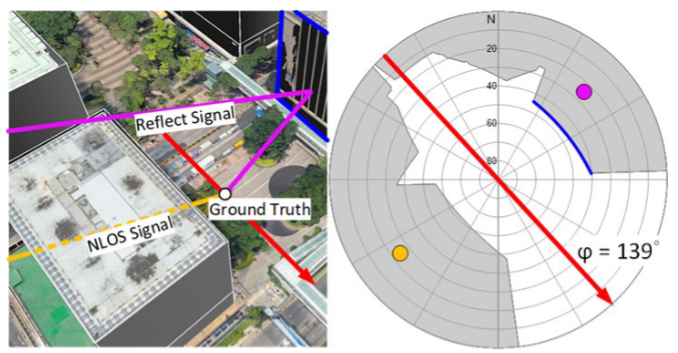 Reflect Signal
Ground Truth
NLOS Signal
N
20
40
60
80
φ = 139°